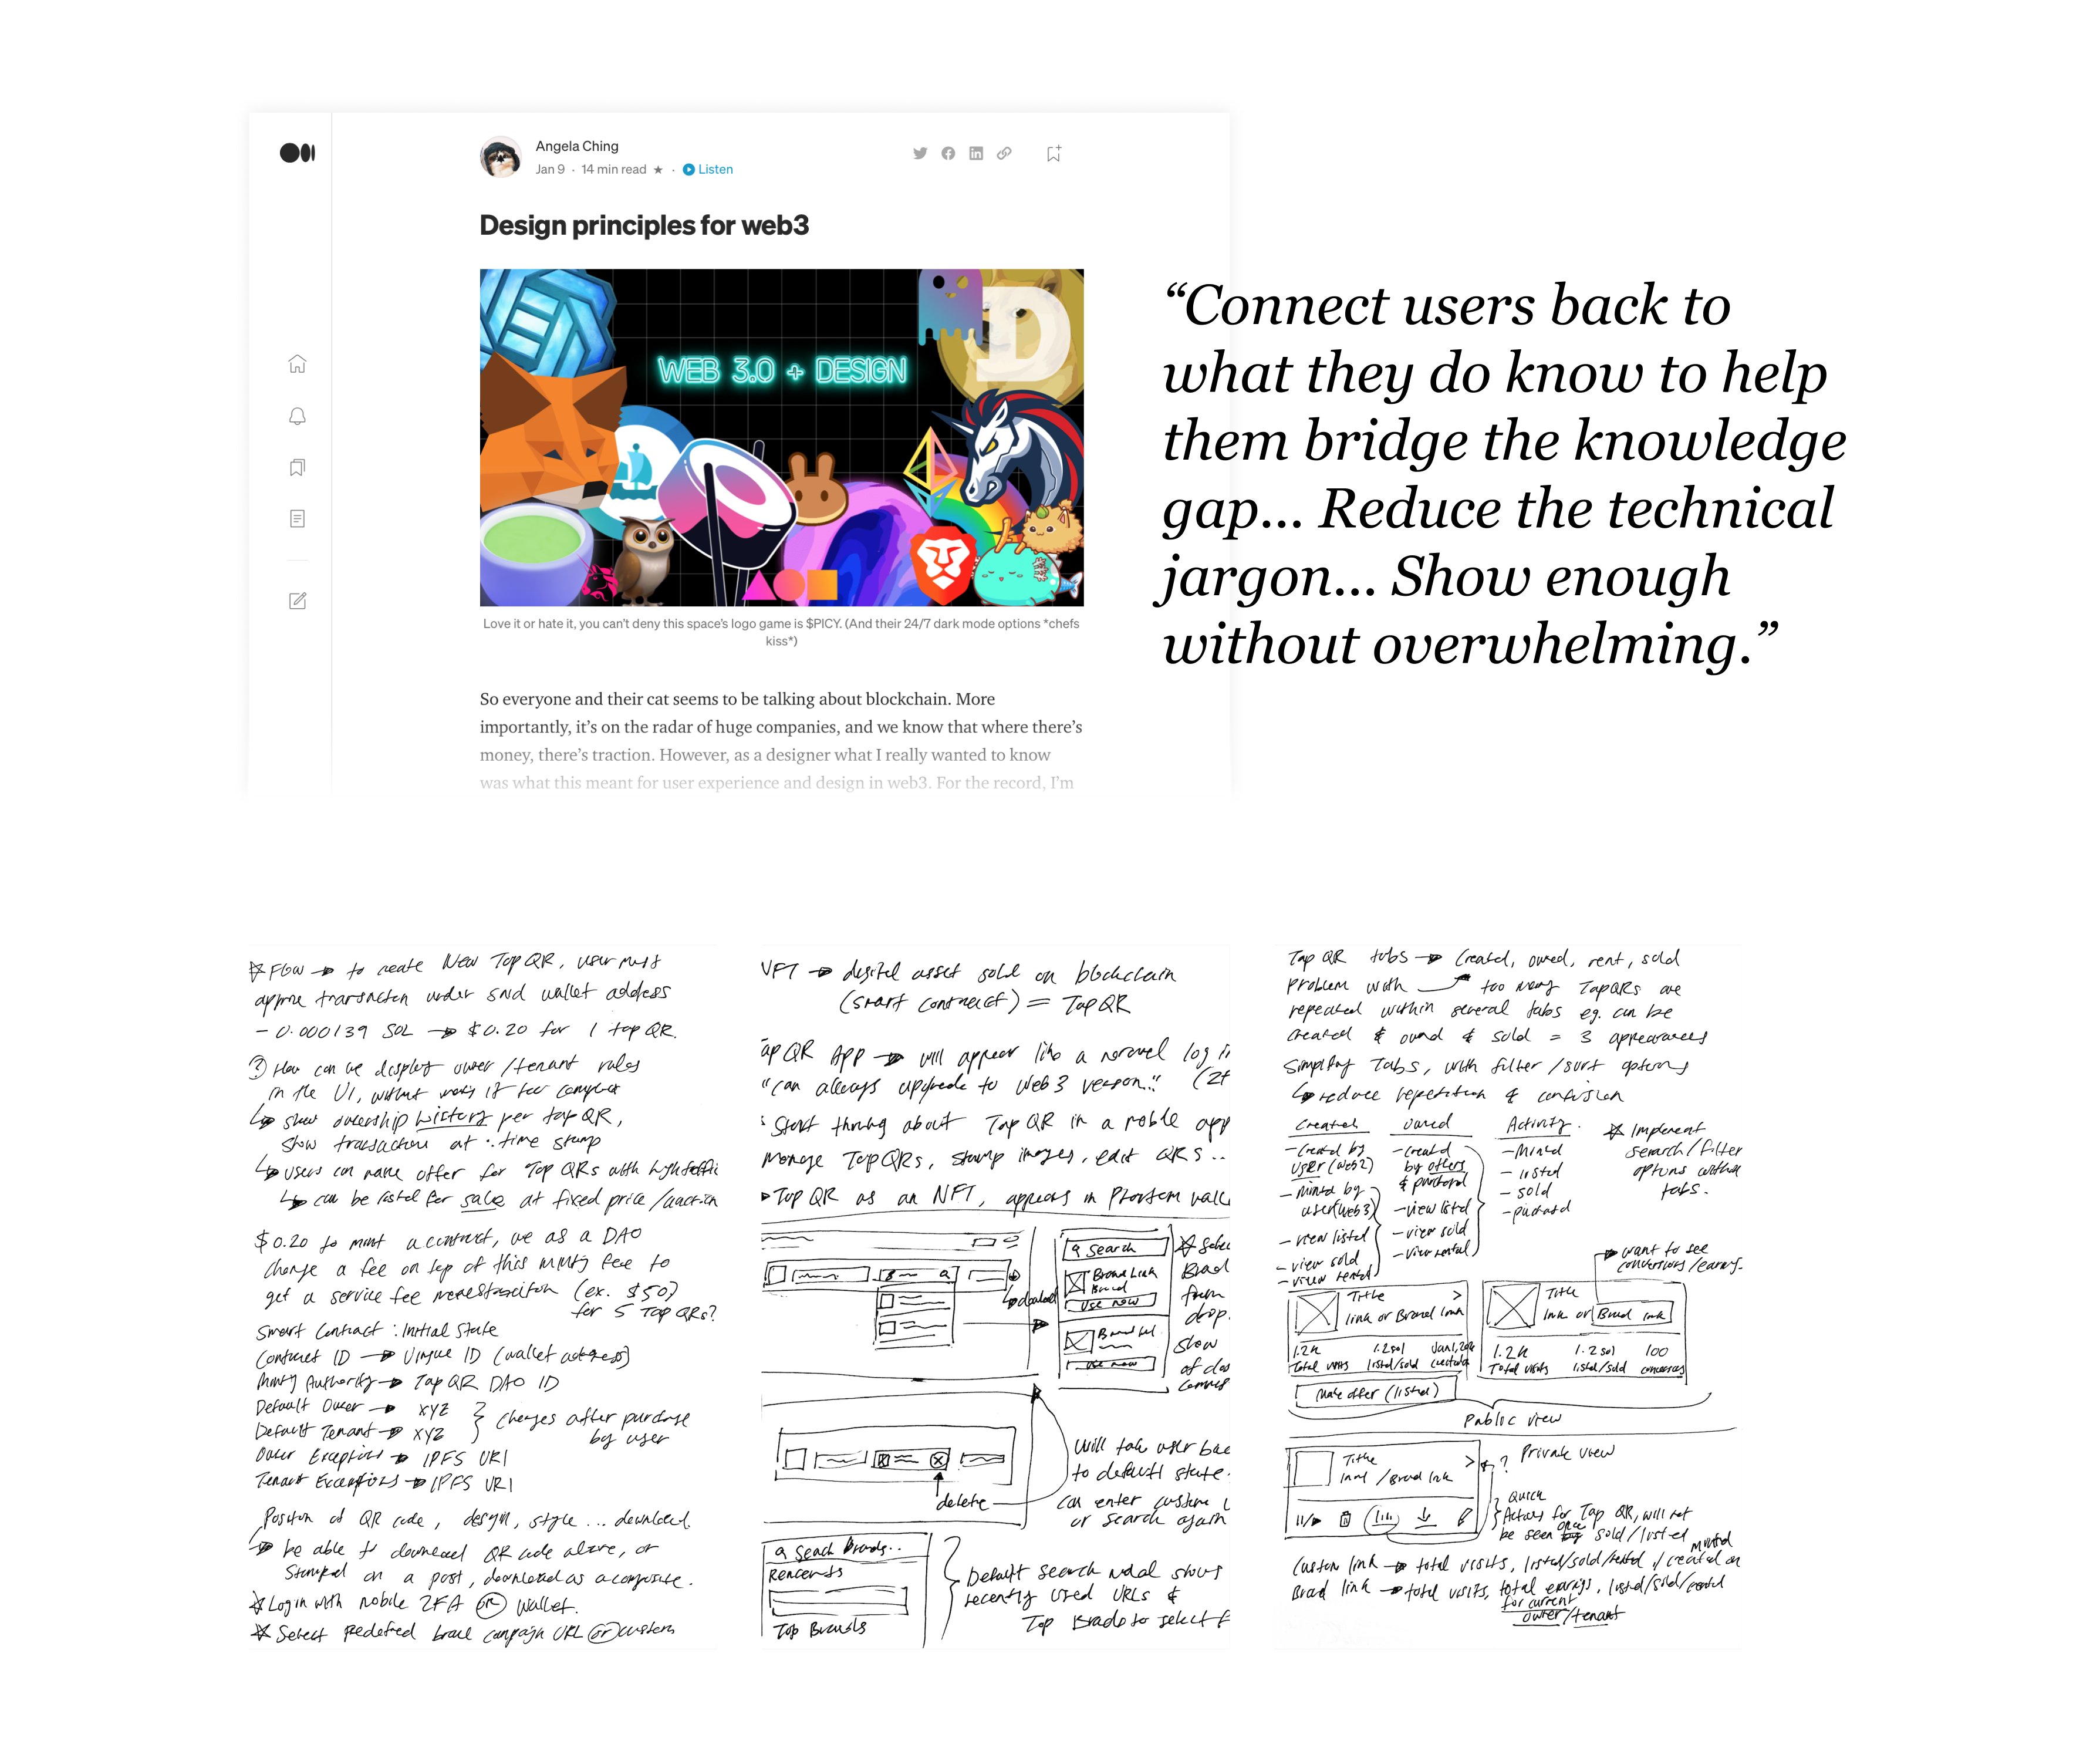 Angela Ching
Jan 9 · 14 min read ★ · Listen
Design principles for web3
WEB 3.0 + DESIGN
Love it or hate it, you can't deny this space's logo game is $PICY. (And their 24/7 dark mode options *chefs
kiss*)
So everyone and their cat seems to be talking about blockchain. More
importantly, it's on the radar of huge companies, and we know that where there's
money, there's traction. However, as a designer what I really wanted to know
was what this meant for user experience and design in web3. For the record, I'm
“Connect users back to
what they do know to help
them bridge the knowledge
gap... Reduce the technical
jargon... Show enough
without overwhelming.”
Flow → to create New Tap QR, user must
approve transaction under SND wallet address
- 0.000139 SOL → $0.20 for 1 tap QR.
? How can we display owner/tenant rules
in the UI, without making it too complex
↳ show ownership history per tap QR,
show transaction at time stamp
↳ users can make offer for Tap QRs with high traffic
↳ can be listed for sale at fixed price/auction
$0.20 to mint a contract, we as a DAO
charge a fee on top of this minting fee to
get a service fee (ex. $50)
for 5 Tap QRs?
Smart Contract : Initial State
Contract ID → Unique ID (wallet address)
Minting Authority → Tap QR DAO ID
Default Owner → XYZ
Default Tenant → XYZ
} changes after purchase
by user
Owner Exceptions → IPFS URI
Tenant Exceptions → IPFS URI
Position of QR code, design, style ... download.
↳ be able to download QR code alone, or
Stamped on a post, download as a composite.
Login with mobile 2FA or wallet.
Select Predefined brand campaign URL or custom
NFT → digital asset sold on blockchain
(smart contract) = Tap QR
Tap QR App → will appear like a normal log in
"can always upgrade to Web3 version"
Start thinking about Tap QR in a mobile app
Manage Tap QRs, stamp images, edit QRs ..
→ Tap QR as an NFT, appears in Phantom
Search
Brand Link
Brand
Use now
Use now
Brand
from
drop
show
delete
Will take user
to default state.
can enter custom
or search again
Search Brands..
Recents
Top Brands
Default search modal shows
recently used URLs &
Top Brands to select
Tap QR tabs → Created, owned, rent, sold
Problem with → too many Tap QRs are
repeated within several tabs eg. can be
created & owned & sold = 3 appearances
Simplify Tabs, with filter/sort options
↳ reduce repetition & confusion
Created
- Created by
user (web2)
- minted by
user (web3)
- view listed
- view sold
- view rented
Owned
- created
by others
& purchased
- view listed
- view sold
- view rental
Activity
- Minted
- listed
- sold
- purchased
Implement
search/filter
options within
tabs.
want to see
conversions/earnings
Title >
link or Brand link
1.2k 1.2 sol Jan 1, 20
Total visits listed/sold created
Make offer (listed)
Title
link or Brand link
1.2k 1.2 sol 100
Total visits listed/sold conversions
Public view
Title >
link / Brand link
? Private view
Quick
Actions for Tap QR, will not
be seen once sold/listed
Custom link → total visits, listed/sold/rented / created or minted
Brand link → total visits, total earnings, listed/sold/rented
for current
owner/tenant